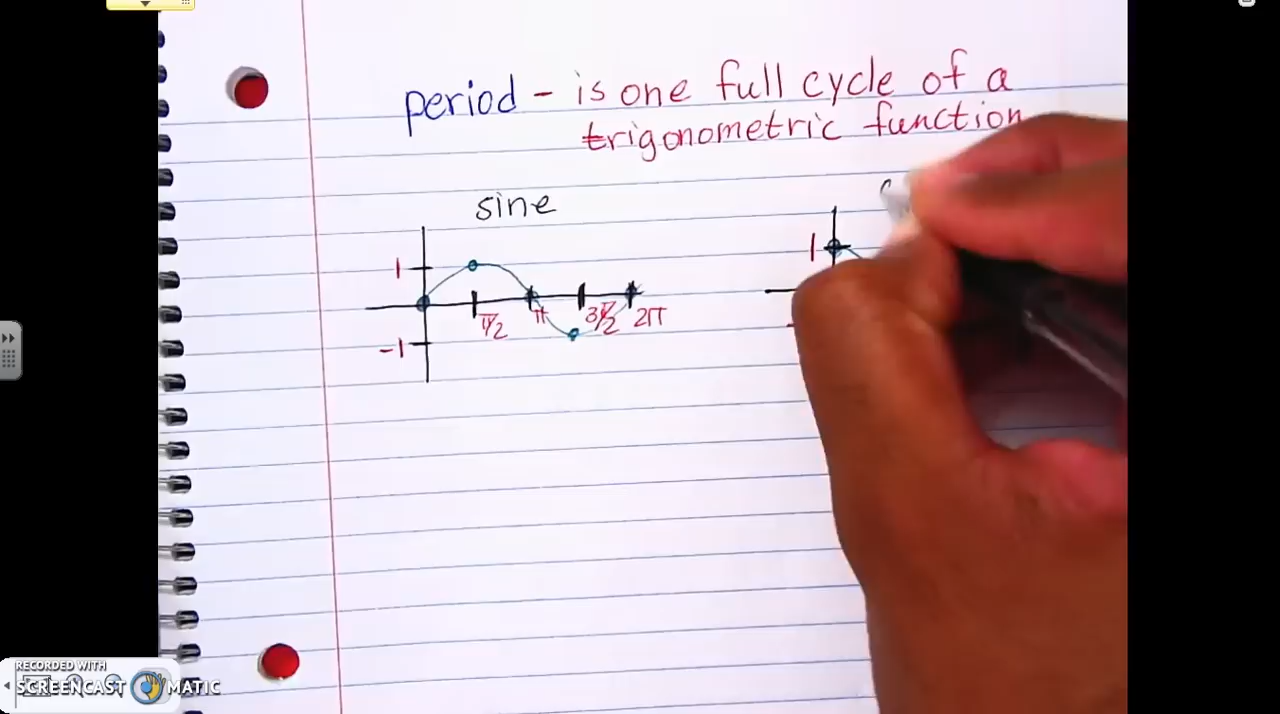 period - is one full cycle of a
trigonometric function
sine
1
1
π/2
π
3π/2
2π
-1
RECORDED WITH
SCREENCAST MATIC